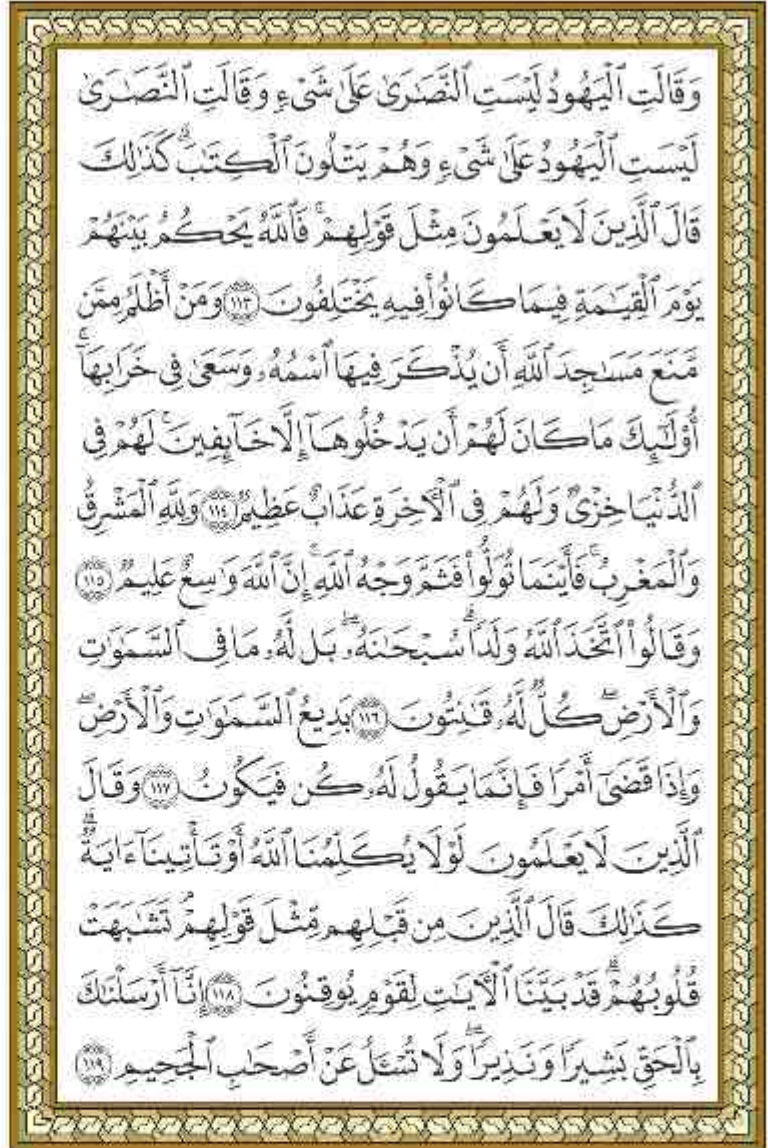 وَقَالَتِ ٱلْيَهُودُ لَيْسَتِ ٱلنَّصَٰرَىٰ عَلَىٰ شَىْءٍ وَقَالَتِ ٱلنَّصَٰرَىٰ
لَيْسَتِ ٱلْيَهُودُ عَلَىٰ شَىْءٍ وَهُمْ يَتْلُونَ ٱلْكِتَٰبَ ۗ كَذَٰلِكَ
قَالَ ٱلَّذِينَ لَا يَعْلَمُونَ مِثْلَ قَوْلِهِمْ ۚ فَٱللَّهُ يَحْكُمُ بَيْنَهُمْ
يَوْمَ ٱلْقِيَٰمَةِ فِيمَا كَانُوا۟ فِيهِ يَخْتَلِفُونَ ١١٣ وَمَنْ أَظْلَمُ مِمَّن
مَّنَعَ مَسَٰجِدَ ٱللَّهِ أَن يُذْكَرَ فِيهَا ٱسْمُهُۥ وَسَعَىٰ فِى خَرَابِهَآ ۚ
أُو۟لَٰٓئِكَ مَا كَانَ لَهُمْ أَن يَدْخُلُوهَآ إِلَّا خَآئِفِينَ ۚ لَهُمْ فِى
ٱلدُّنْيَا خِزْىٌ وَلَهُمْ فِى ٱلْءَاخِرَةِ عَذَابٌ عَظِيمٌ ١١٤ وَلِلَّهِ ٱلْمَشْرِقُ
وَٱلْمَغْرِبُ ۚ فَأَيْنَمَا تُوَلُّوا۟ فَثَمَّ وَجْهُ ٱللَّهِ ۚ إِنَّ ٱللَّهَ وَٰسِعٌ عَلِيمٌ ١١٥
وَقَالُوا۟ ٱتَّخَذَ ٱللَّهُ وَلَدًا ۗ سُبْحَٰنَهُۥ ۖ بَل لَّهُۥ مَا فِى ٱلسَّمَٰوَٰتِ
وَٱلْأَرْضِ ۖ كُلٌّ لَّهُۥ قَٰنِتُونَ ١١٦ بَدِيعُ ٱلسَّمَٰوَٰتِ وَٱلْأَرْضِ ۖ
وَإِذَا قَضَىٰٓ أَمْرًا فَإِنَّمَا يَقُولُ لَهُۥ كُن فَيَكُونُ ١١٧ وَقَالَ
ٱلَّذِينَ لَا يَعْلَمُونَ لَوْلَا يُكَلِّمُنَا ٱللَّهُ أَوْ تَأْتِينَآ ءَايَةٌ ۗ
كَذَٰلِكَ قَالَ ٱلَّذِينَ مِن قَبْلِهِم مِّثْلَ قَوْلِهِمْ ۘ تَشَٰبَهَتْ
قُلُوبُهُمْ ۗ قَدْ بَيَّنَّا ٱلْءَايَٰتِ لِقَوْمٍ يُوقِنُونَ ١١٨ إِنَّآ أَرْسَلْنَٰكَ
بِٱلْحَقِّ بَشِيرًا وَنَذِيرًا ۖ وَلَا تُسْـَٔلُ عَنْ أَصْحَٰبِ ٱلْجَحِيمِ ١١٩